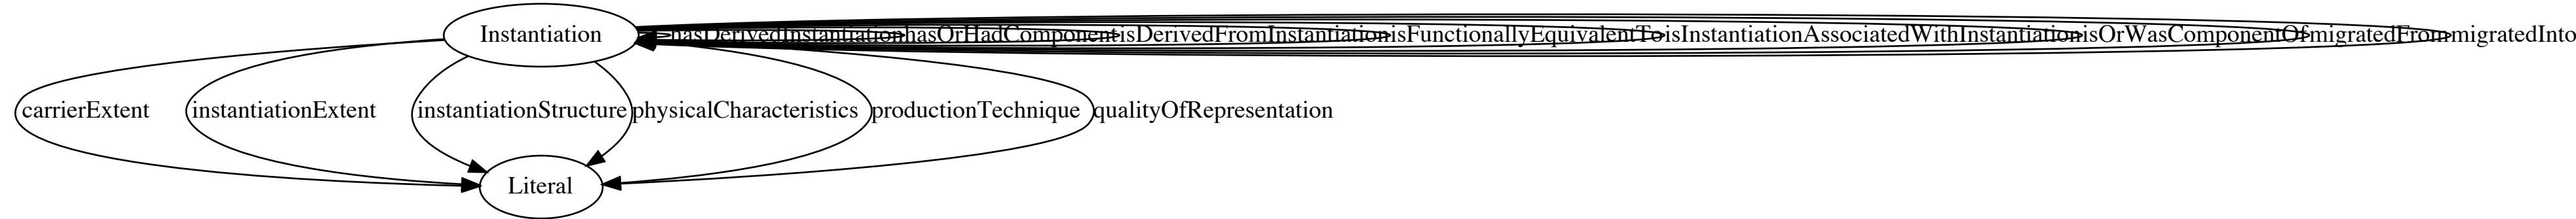 Instantiation
hasDerivedInstantiation
hasOrHadComponent
isDerivedFromInstantiation
isFunctionallyEquivalentTo
isInstantiationAssociatedWithInstantiation
isOrWasComponentOf
migratedFrom
migratedInto
carrierExtent
instantiationExtent
instantiationStructure
physicalCharacteristics
productionTechnique
qualityOfRepresentation
Literal